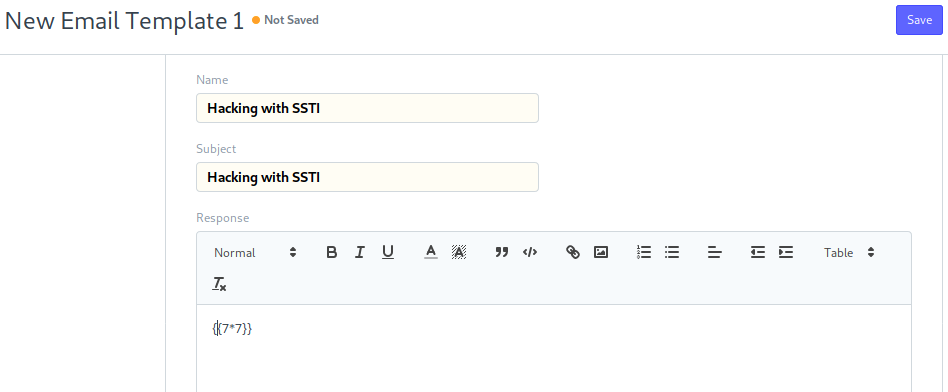 New Email Template 1 Not Saved Save
Name
Hacking with SSTI
Subject
Hacking with SSTI
Response
Normal B I U A A Table
{{7*7}}